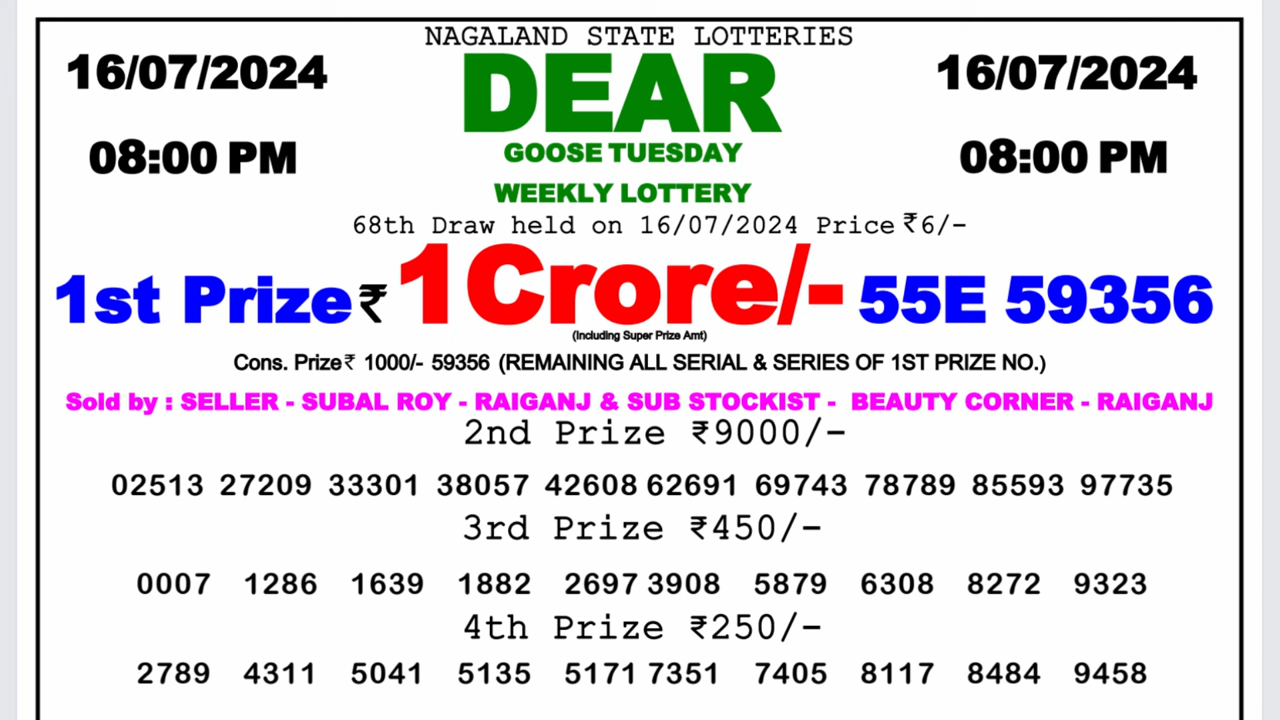 NAGALAND STATE LOTTERIES
16/07/2024 DEAR 16/07/2024
08:00 PM GOOSE TUESDAY 08:00 PM
WEEKLY LOTTERY
68th Draw held on 16/07/2024 Price ₹6/-
1st Prize ₹ 1Crore/- 55E 59356
(Including Super Prize Amt)
Cons. Prize ₹ 1000/- 59356 (REMAINING ALL SERIAL & SERIES OF 1ST PRIZE NO.)
Sold by : SELLER - SUBAL ROY - RAIGANJ & SUB STOCKIST - BEAUTY CORNER - RAIGANJ
2nd Prize ₹9000/-
02513 27209 33301 38057 42608 62691 69743 78789 85593 97735
3rd Prize ₹450/-
0007 1286 1639 1882 2697 3908 5879 6308 8272 9323
4th Prize ₹250/-
2789 4311 5041 5135 5171 7351 7405 8117 8484 9458